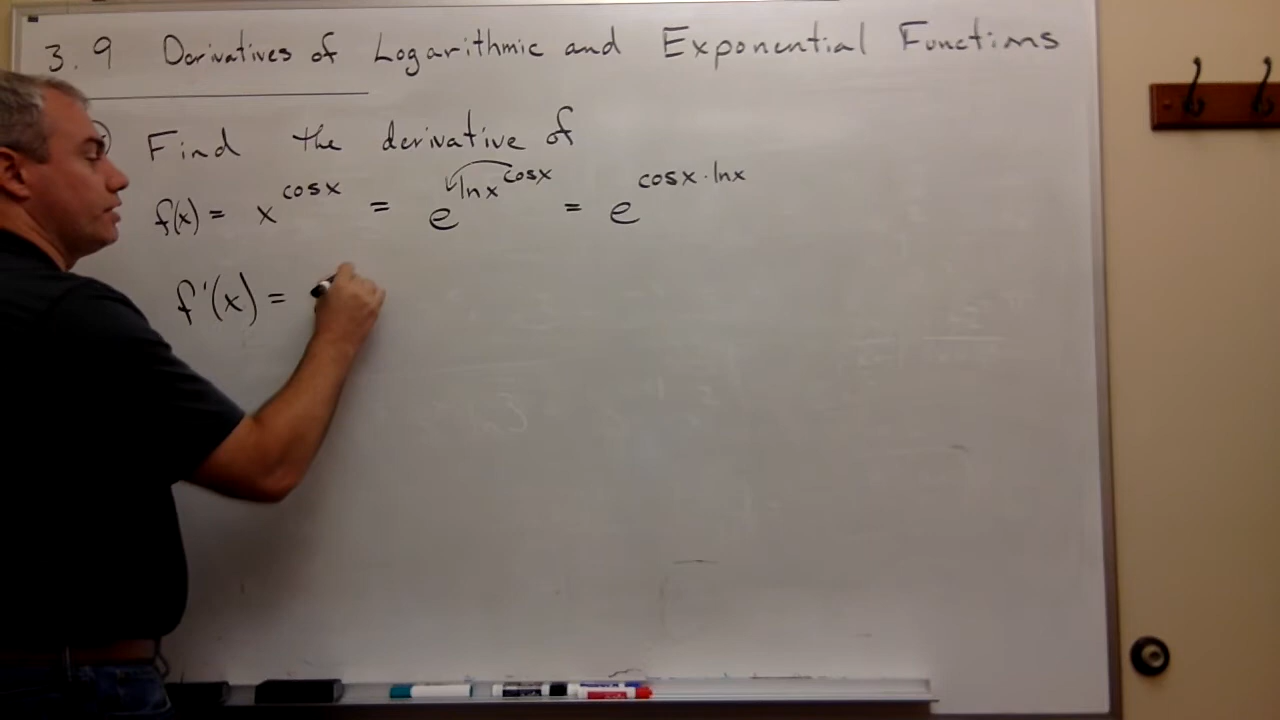 3.9 Derivatives of Logarithmic and Exponential Functions
Find the derivative of
f(x) = x^cosx = e^lnx^cosx = e^cosx·lnx
f'(x) =